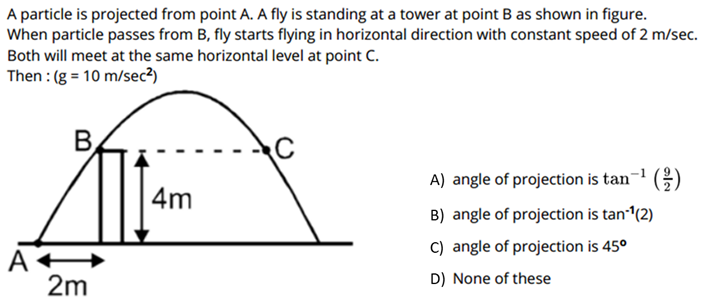 A particle is projected from point A. A fly is standing at a tower at point B as shown in figure.
When particle passes from B, fly starts flying in horizontal direction with constant speed of 2 m/sec.
Both will meet at the same horizontal level at point C.
Then : (g = 10 m/sec²)
B
C
4m
A
2m
A) angle of projection is tan⁻¹ (9/2)
B) angle of projection is tan⁻¹(2)
C) angle of projection is 45º
D) None of these